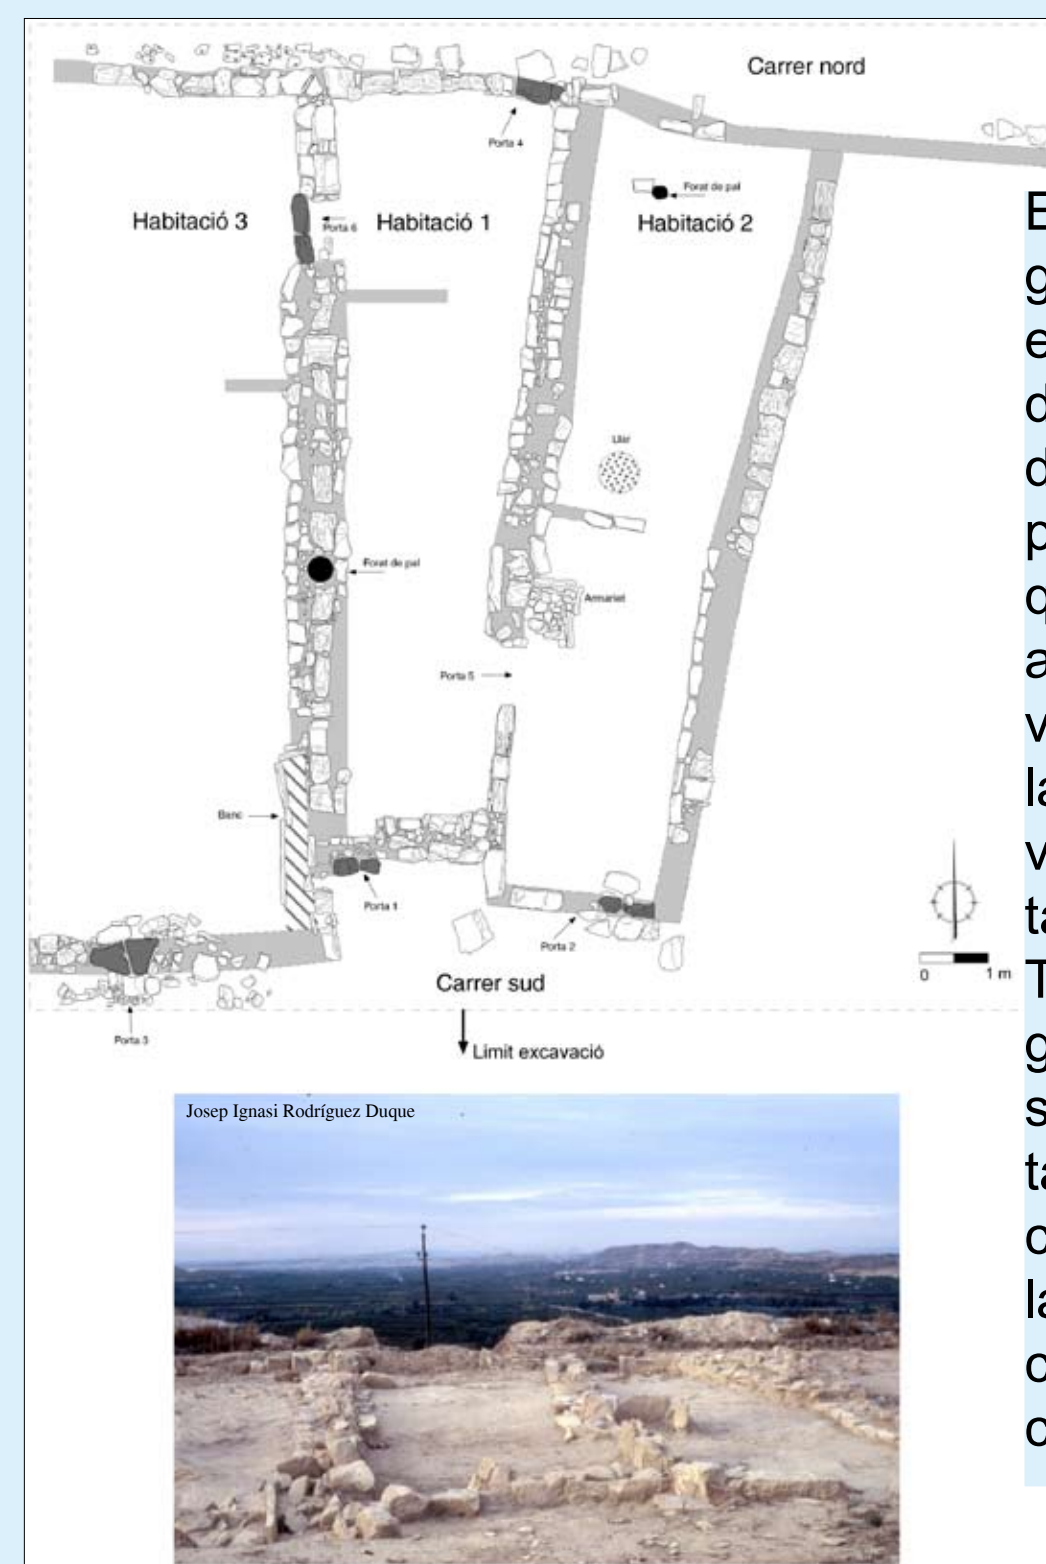 Carrer nord
Porta 4
Forat de pal
Habitació 3
Porta 6
Habitació 1
Habitació 2
Llar
Forat de pal
Armariet
Porta 5
Banc
Porta 1
Porta 2
Carrer sud
0 1 m
Porta 3
Limit excavació
Josep Ignasi Rodríguez Duque